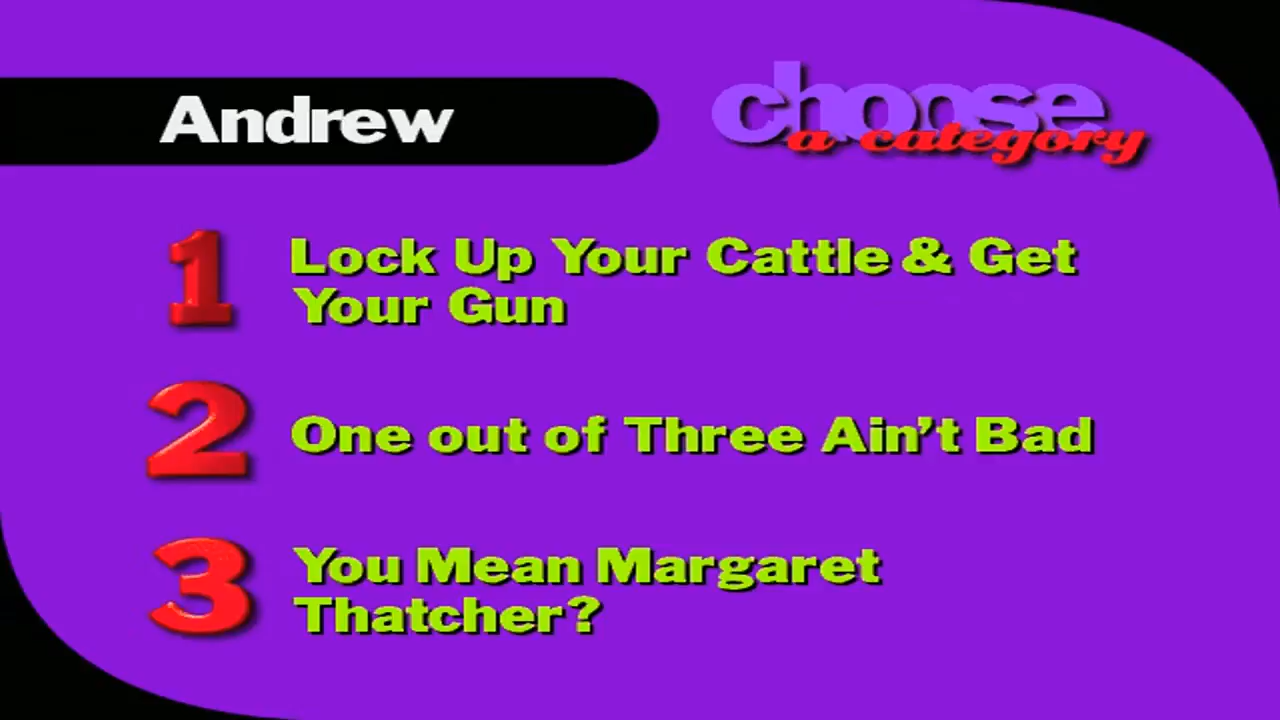 Andrew
choose
a category
1
Lock Up Your Cattle & Get
Your Gun
2
One out of Three Ain't Bad
3
You Mean Margaret
Thatcher?